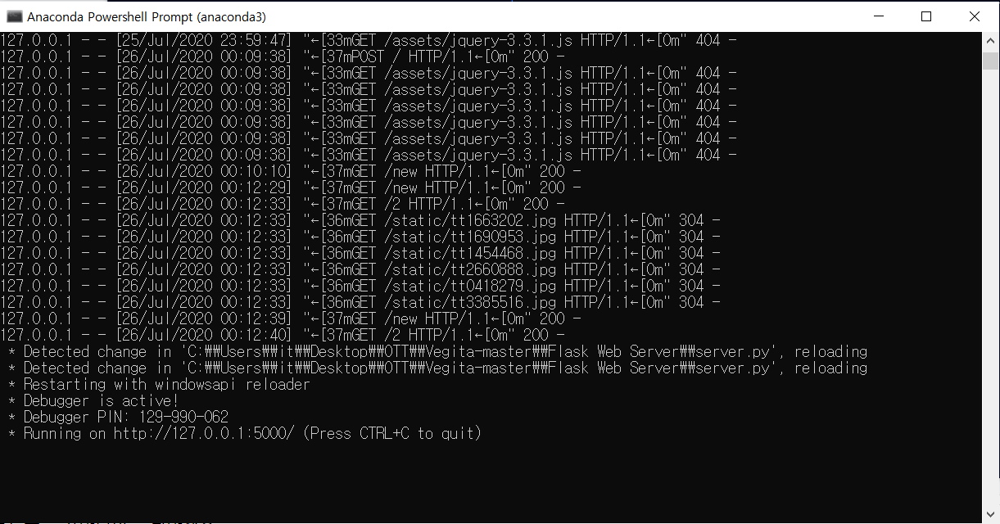 Anaconda Powershell Prompt (anaconda3)
127.0.0.1 - - [25/Jul/2020 23:59:47] "←[33mGET /assets/jquery-3.3.1.js HTTP/1.1←[0m" 404 -
127.0.0.1 - - [26/Jul/2020 00:09:38] "←[37mPOST / HTTP/1.1←[0m" 200 -
127.0.0.1 - - [26/Jul/2020 00:09:38] "←[33mGET /assets/jquery-3.3.1.js HTTP/1.1←[0m" 404 -
127.0.0.1 - - [26/Jul/2020 00:09:38] "←[33mGET /assets/jquery-3.3.1.js HTTP/1.1←[0m" 404 -
127.0.0.1 - - [26/Jul/2020 00:09:38] "←[33mGET /assets/jquery-3.3.1.js HTTP/1.1←[0m" 404 -
127.0.0.1 - - [26/Jul/2020 00:09:38] "←[33mGET /assets/jquery-3.3.1.js HTTP/1.1←[0m" 404 -
127.0.0.1 - - [26/Jul/2020 00:09:38] "←[33mGET /assets/jquery-3.3.1.js HTTP/1.1←[0m" 404 -
127.0.0.1 - - [26/Jul/2020 00:09:38] "←[33mGET /assets/jquery-3.3.1.js HTTP/1.1←[0m" 404 -
127.0.0.1 - - [26/Jul/2020 00:10:10] "←[37mGET /new HTTP/1.1←[0m" 200 -
127.0.0.1 - - [26/Jul/2020 00:12:29] "←[37mGET /new HTTP/1.1←[0m" 200 -
127.0.0.1 - - [26/Jul/2020 00:12:33] "←[37mGET /2 HTTP/1.1←[0m" 200 -
127.0.0.1 - - [26/Jul/2020 00:12:33] "←[36mGET /static/tt1663202.jpg HTTP/1.1←[0m" 304 -
127.0.0.1 - - [26/Jul/2020 00:12:33] "←[36mGET /static/tt1690953.jpg HTTP/1.1←[0m" 304 -
127.0.0.1 - - [26/Jul/2020 00:12:33] "←[36mGET /static/tt1454468.jpg HTTP/1.1←[0m" 304 -
127.0.0.1 - - [26/Jul/2020 00:12:33] "←[36mGET /static/tt2660888.jpg HTTP/1.1←[0m" 304 -
127.0.0.1 - - [26/Jul/2020 00:12:33] "←[36mGET /static/tt0418279.jpg HTTP/1.1←[0m" 304 -
127.0.0.1 - - [26/Jul/2020 00:12:33] "←[36mGET /static/tt3385516.jpg HTTP/1.1←[0m" 304 -
127.0.0.1 - - [26/Jul/2020 00:12:39] "←[37mGET /new HTTP/1.1←[0m" 200 -
127.0.0.1 - - [26/Jul/2020 00:12:40] "←[37mGET /2 HTTP/1.1←[0m" 200 -
* Detected change in 'C:₩₩Users₩₩it₩₩Desktop₩₩OTT₩₩Vegita-master₩₩Flask Web Server₩₩server.py', reloading
* Detected change in 'C:₩₩Users₩₩it₩₩Desktop₩₩OTT₩₩Vegita-master₩₩Flask Web Server₩₩server.py', reloading
* Restarting with windowsapi reloader
* Debugger is active!
* Debugger PIN: 129-990-062
* Running on http://127.0.0.1:5000/ (Press CTRL+C to quit)